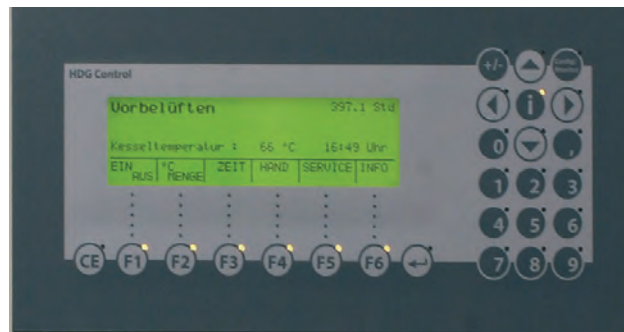 HDG Control
Vorbelüften 397.1 Std
Kesseltemperatur : 66 °C 16:49 Uhr
EIN AUS °C MENGE ZEIT HAND SERVICE INFO
CE F1 F2 F3 F4 F5 F6
+/-
i
0 ,
1 2 3
4 5 6
7 8 9